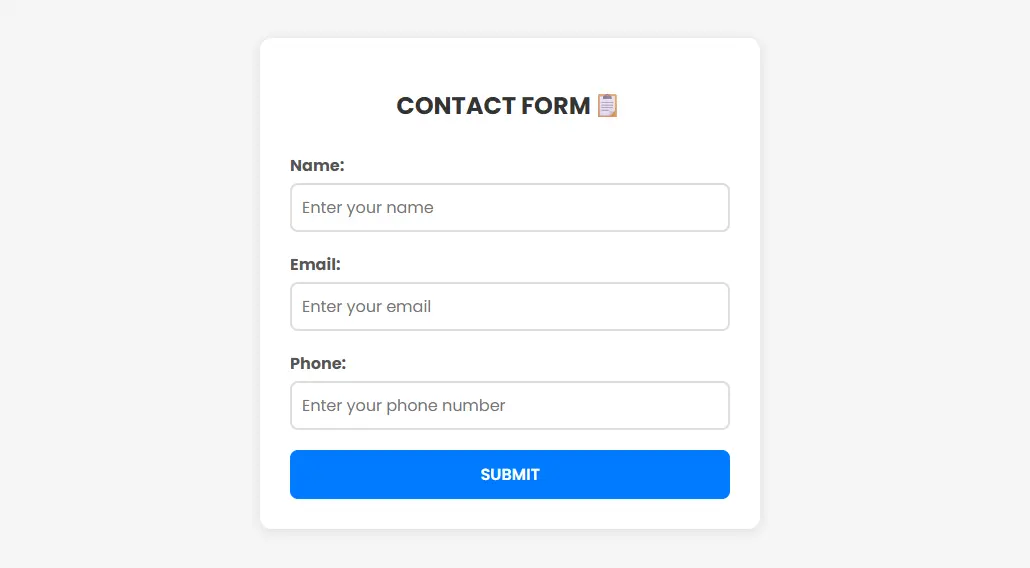 CONTACT FORM 📋
Name:
Enter your name
Email:
Enter your email
Phone:
Enter your phone number
SUBMIT